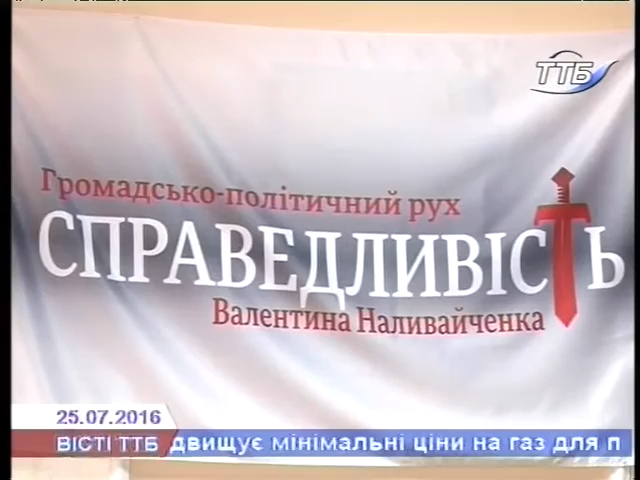 ТТБ
Громадсько-політичний рух
СПРАВЕДЛИВІСТЬ
Валентина Наливайченка
25.07.2016
ВІСТІ ТТБ двищує мінімальні ціни на газ для п